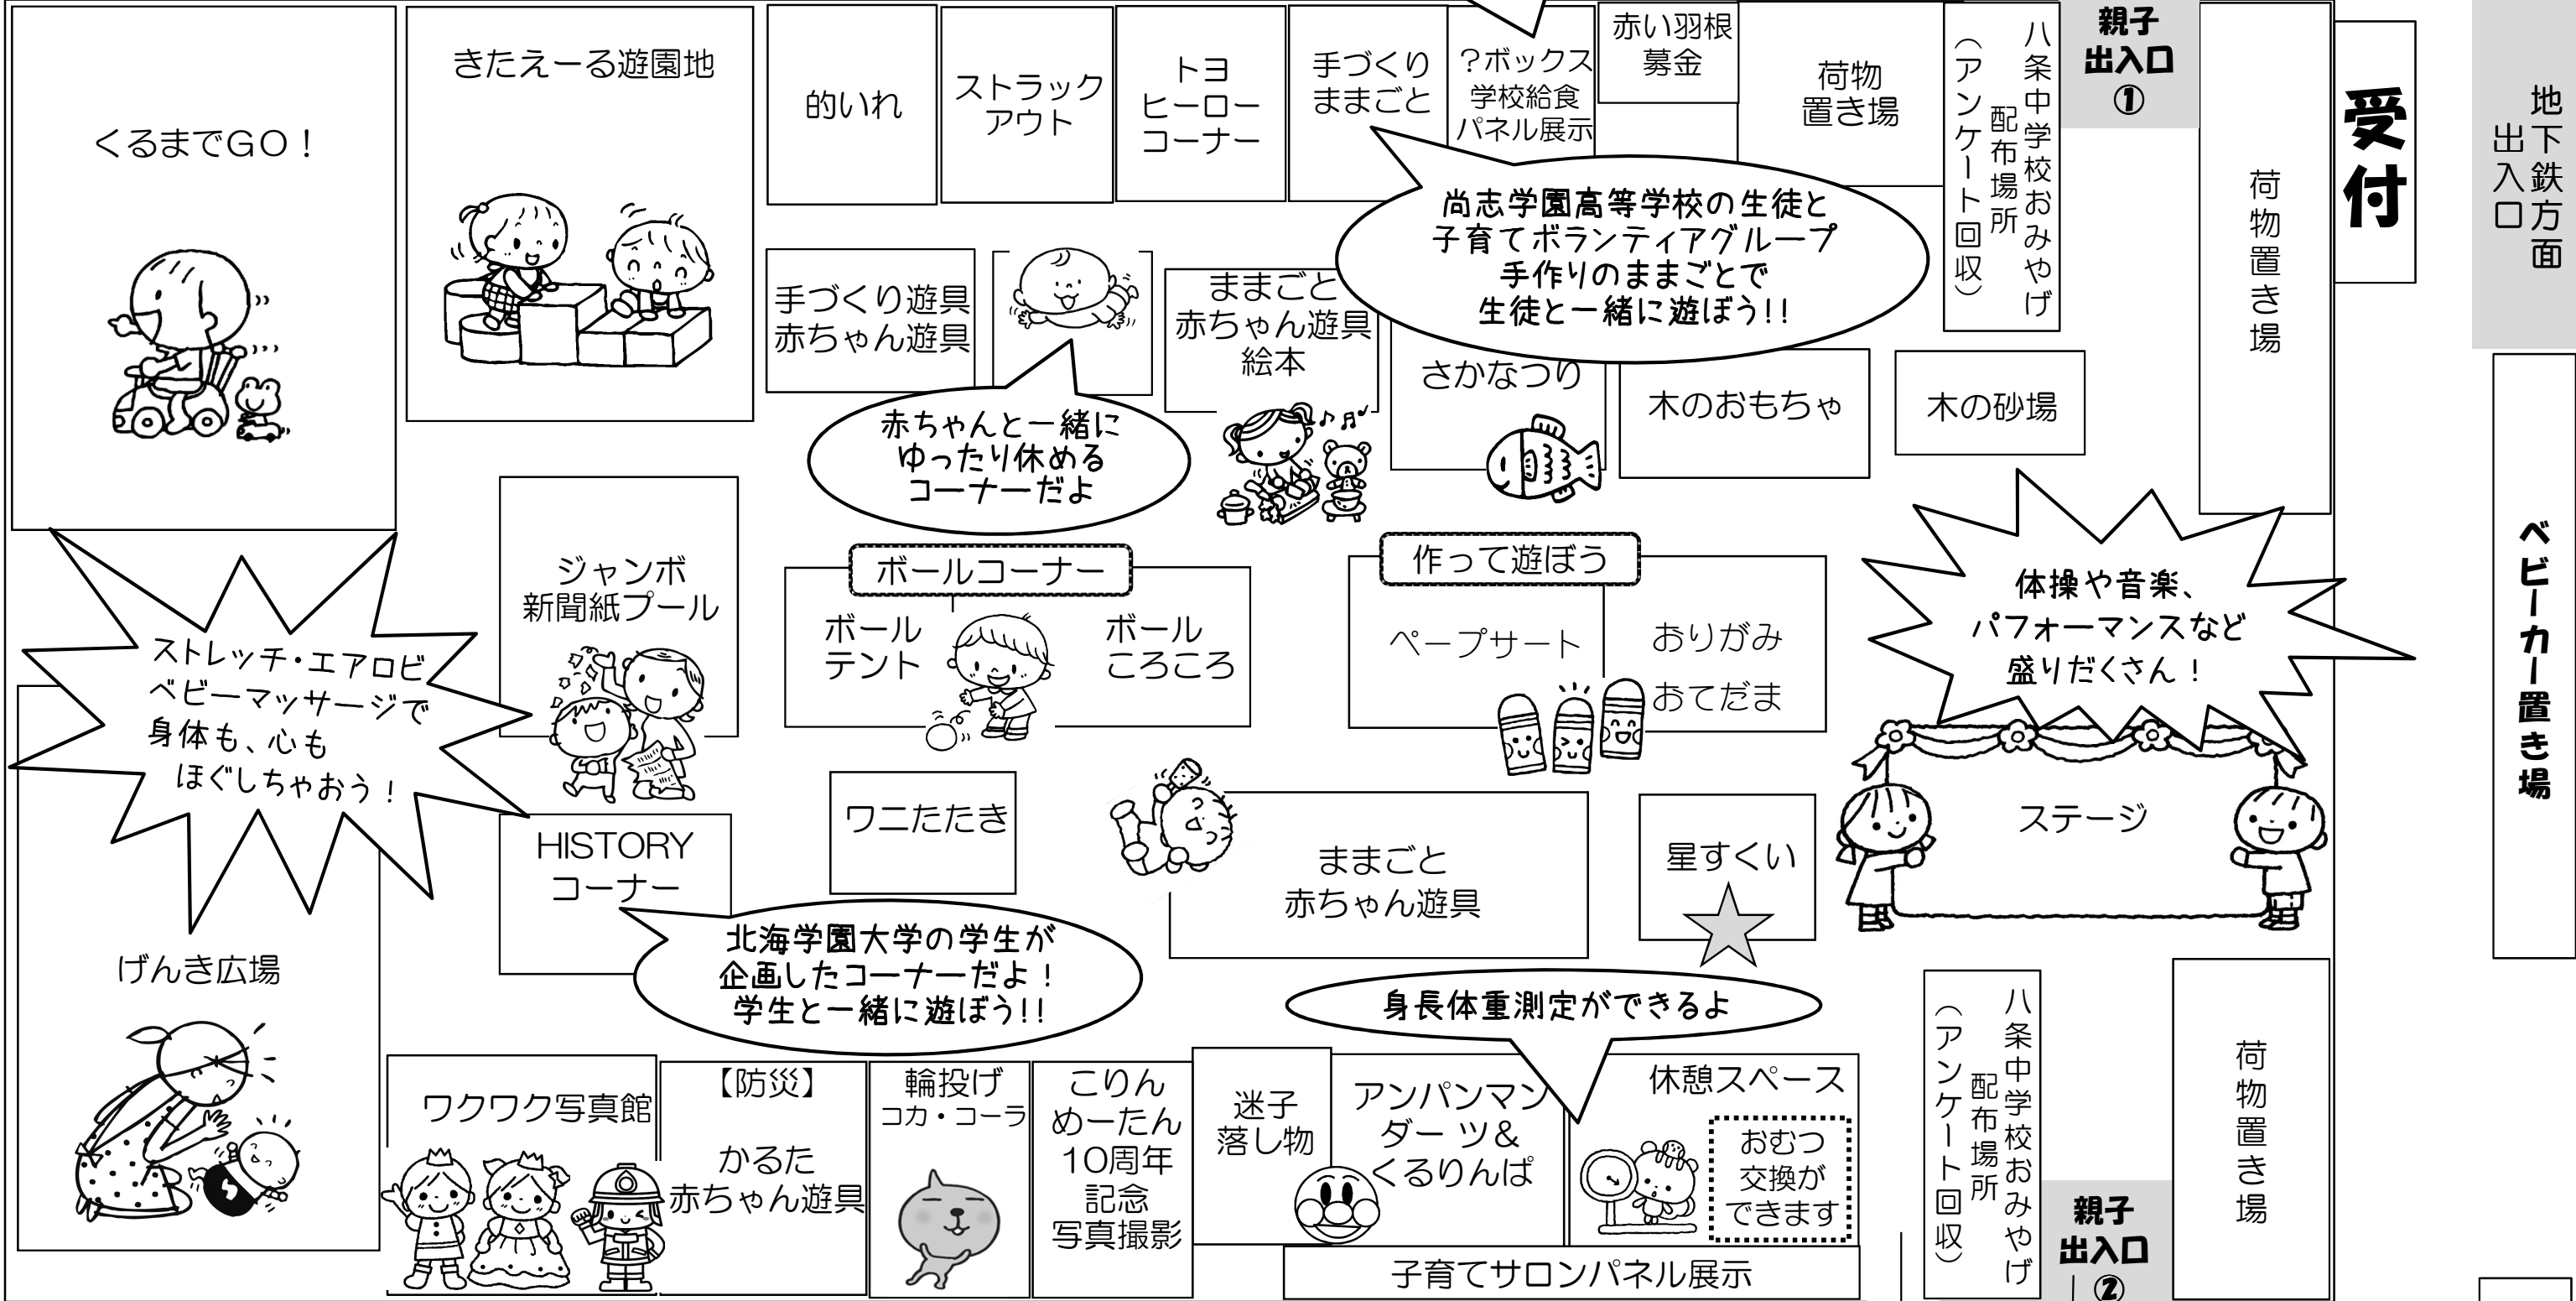 くるまでGO！
きたえーる遊園地
的いれ
ストラック
アウト
トヨ
ヒーロー
コーナー
手づくり
ままごと
？ボックス
学校給食
パネル展示
赤い羽根
募金
荷物
置き場
八条中学校おみやげ
配布場所
（アンケート回収）
親子
出入口
①
荷物置き場
受付
地下鉄方面
出入口
尚志学園高等学校の生徒と
子育てボランティアグループ
手作りのままごとで
生徒と一緒に遊ぼう!!
手づくり遊具
赤ちゃん遊具
ままごと
赤ちゃん遊具
絵本
さかなつり
木のおもちゃ
木の砂場
赤ちゃんと一緒に
ゆったり休める
コーナーだよ
ベビーカー置き場
ジャンボ
新聞紙プール
ボールコーナー
ボール
テント
ボール
ころころ
作って遊ぼう
ペープサート
おりがみ
おてだま
体操や音楽、
パフォーマンスなど
盛りだくさん！
ストレッチ・エアロビ
ベビーマッサージで
身体も、心も
ほぐしちゃおう！
HISTORY
コーナー
ワニたたき
ままごと
赤ちゃん遊具
星すくい
ステージ
げんき広場
北海学園大学の学生が
企画したコーナーだよ！
学生と一緒に遊ぼう!!
身長体重測定ができるよ
ワクワク写真館
【防災】
かるた
赤ちゃん遊具
輪投げ
コカ・コーラ
こりん
めーたん
10周年
記念
写真撮影
迷子
落し物
アンパンマン
ダーツ＆
くるりんぱ
休憩スペース
おむつ
交換が
できます
子育てサロンパネル展示
八条中学校おみやげ
配布場所
（アンケート回収）
親子
出入口
②
荷物置き場